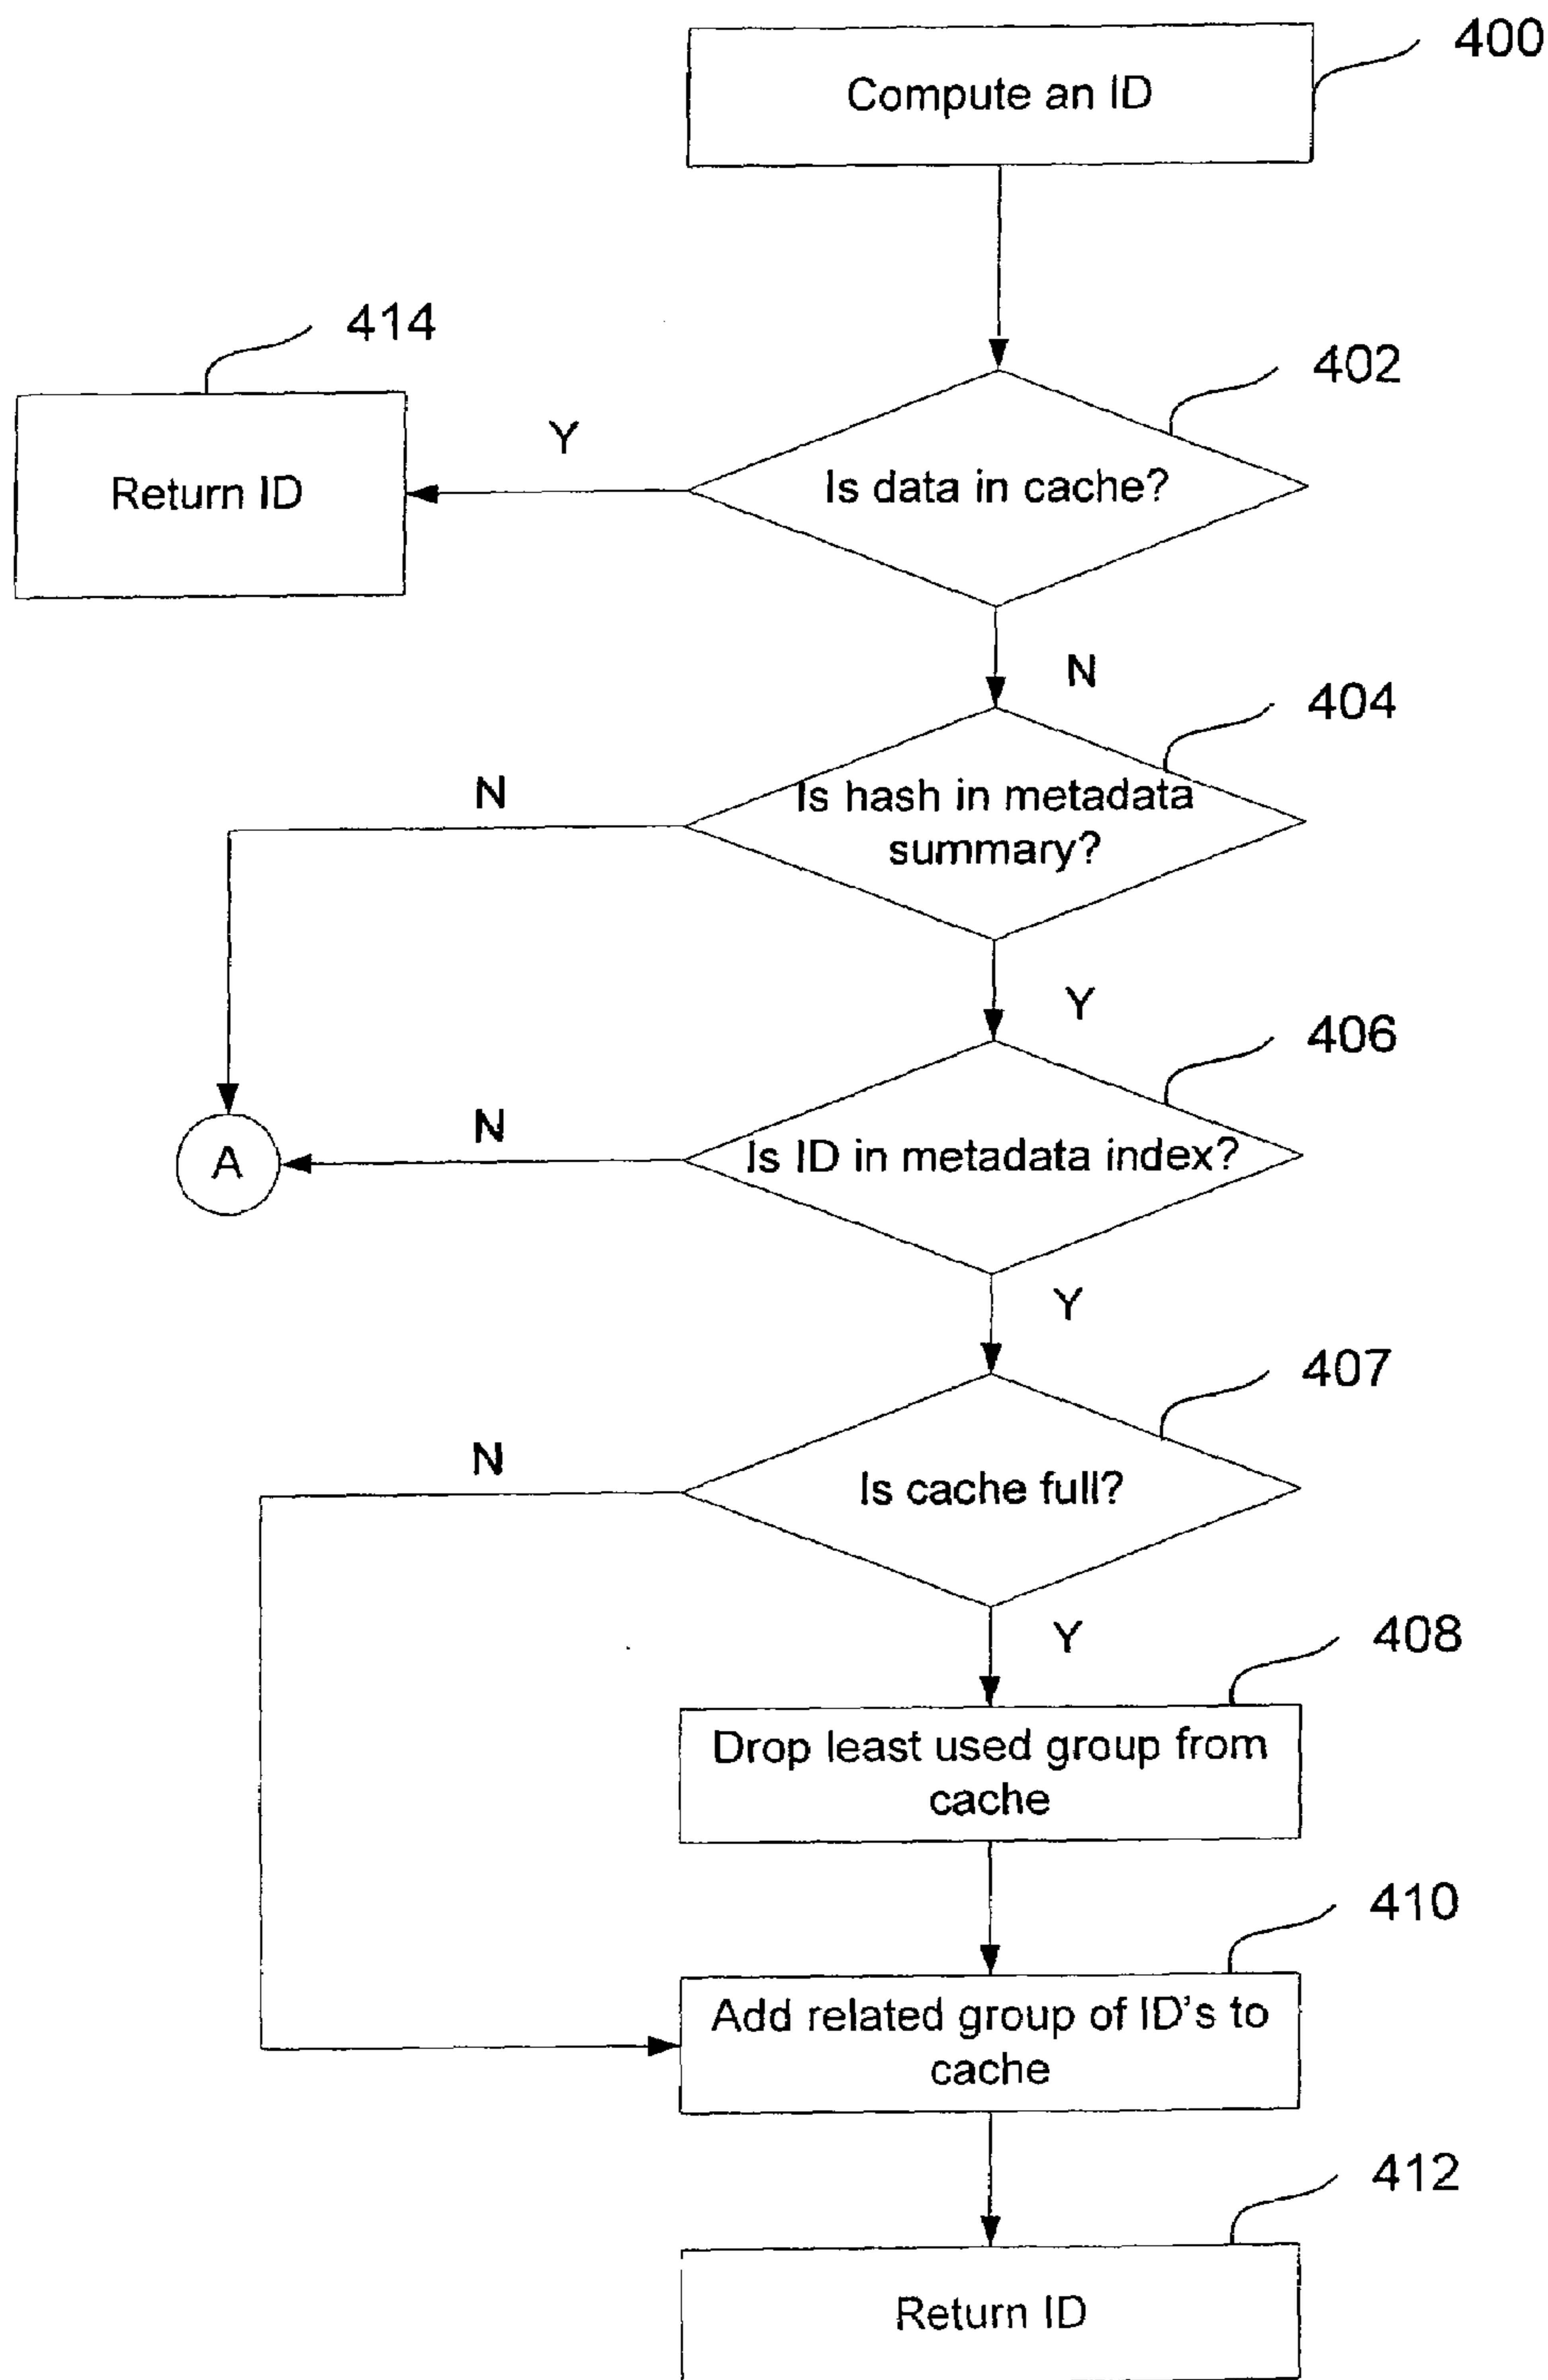 400
Compute an ID
414
402
Y
Return ID
Is data in cache?
N
404
N
Is hash in metadata
summary?
Y
406
N
A
Is ID in metadata index?
Y
407
N
Is cache full?
Y
408
Drop least used group from
cache
410
Add related group of ID's to
cache
412
Return ID